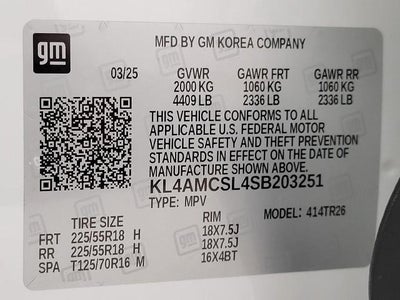 gm
MFD BY GM KOREA COMPANY
03/25 GVWR GAWR FRT GAWR RR
2000 KG 1060 KG 1060 KG
4409 LB 2336 LB 2336 LB
THIS VEHICLE CONFORMS TO ALL
APPLICABLE U.S. FEDERAL MOTOR
VEHICLE SAFETY AND THEFT PREVENTION
STANDARDS IN EFFECT ON THE DATE OF
MANUFACTURE SHOWN ABOVE.
KL4AMCSL4SB203251
TYPE: MPV MODEL: 414TR26
TIRE SIZE RIM
FRT 225/55R18 H 18X7.5J
RR 225/55R18 H 18X7.5J
SPA T125/70R16 M 16X4BT